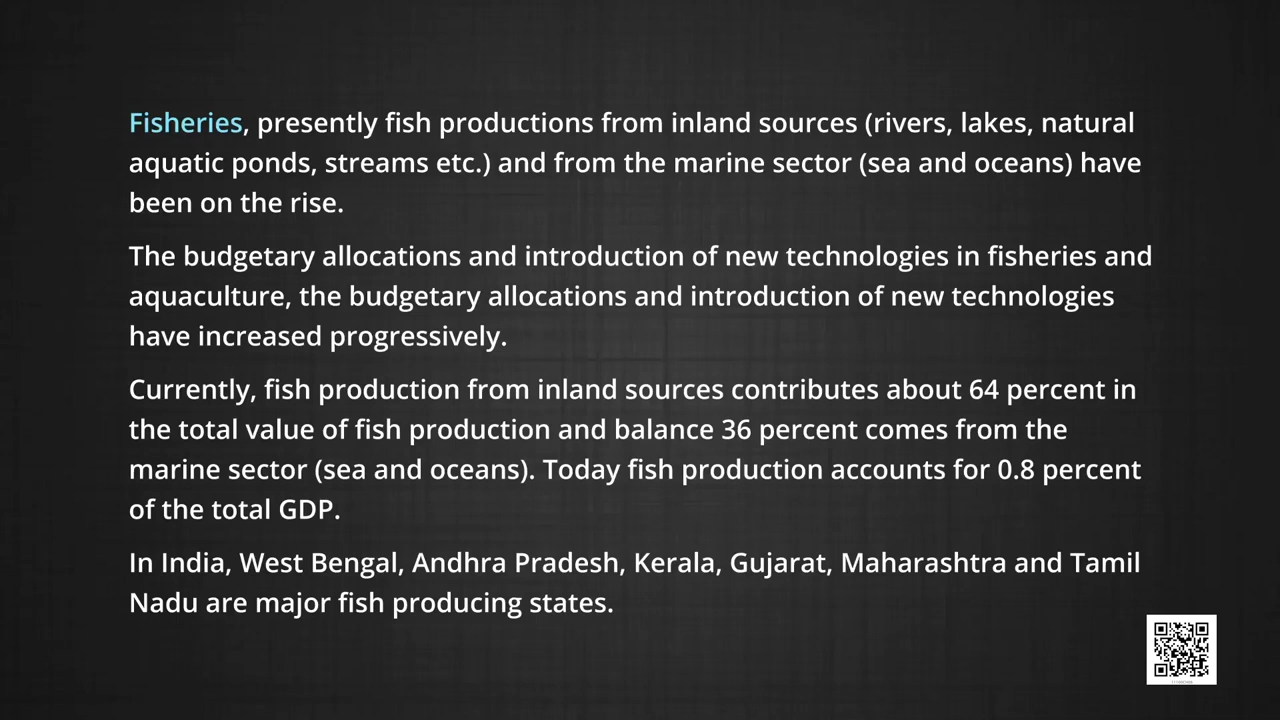 Fisheries, presently fish productions from inland sources (rivers, lakes, natural
aquatic ponds, streams etc.) and from the marine sector (sea and oceans) have
been on the rise.
The budgetary allocations and introduction of new technologies in fisheries and
aquaculture, the budgetary allocations and introduction of new technologies
have increased progressively.
Currently, fish production from inland sources contributes about 64 percent in
the total value of fish production and balance 36 percent comes from the
marine sector (sea and oceans). Today fish production accounts for 0.8 percent
of the total GDP.
In India, West Bengal, Andhra Pradesh, Kerala, Gujarat, Maharashtra and Tamil
Nadu are major fish producing states.